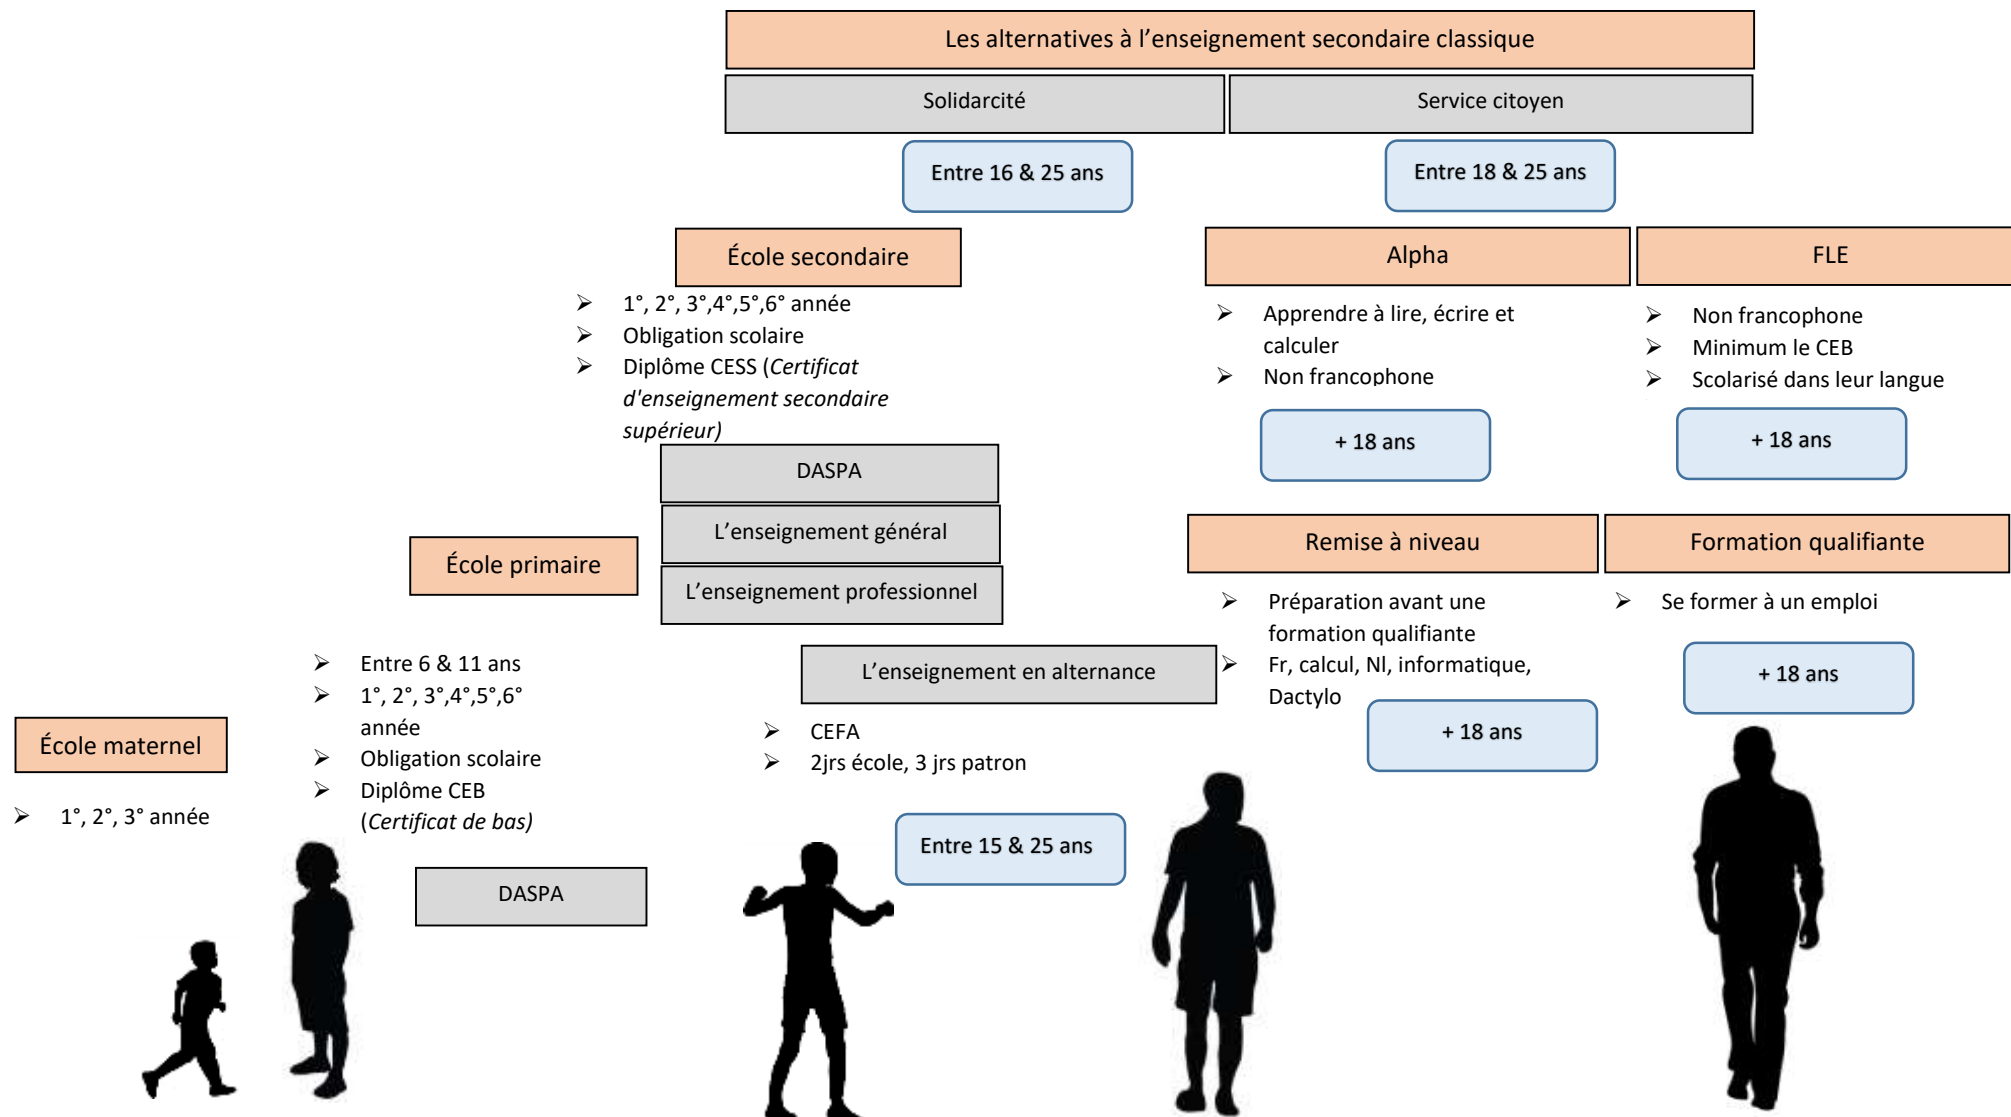 Les alternatives à l’enseignement secondaire classique
Solidarcité
Service citoyen
Entre 16 & 25 ans
Entre 18 & 25 ans
École secondaire
➢ 1°, 2°, 3°,4°,5°,6° année
➢ Obligation scolaire
➢ Diplôme CESS (Certificat
d'enseignement secondaire
supérieur)
DASPA
L’enseignement général
L’enseignement professionnel
L’enseignement en alternance
➢ CEFA
➢ 2jrs école, 3 jrs patron
Entre 15 & 25 ans
Alpha
➢ Apprendre à lire, écrire et
calculer
➢ Non francophone
+ 18 ans
FLE
➢ Non francophone
➢ Minimum le CEB
➢ Scolarisé dans leur langue
+ 18 ans
Remise à niveau
➢ Préparation avant une
formation qualifiante
➢ Fr, calcul, Nl, informatique,
Dactylo
+ 18 ans
Formation qualifiante
➢ Se former à un emploi
+ 18 ans
École primaire
➢ Entre 6 & 11 ans
➢ 1°, 2°, 3°,4°,5°,6°
année
➢ Obligation scolaire
➢ Diplôme CEB
(Certificat de bas)
DASPA
École maternel
➢ 1°, 2°, 3° année